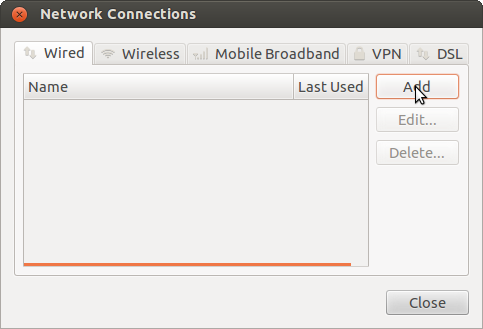 Network Connections
Wired Wireless Mobile Broadband VPN DSL
Name Last Used Add
Edit...
Delete...
Close